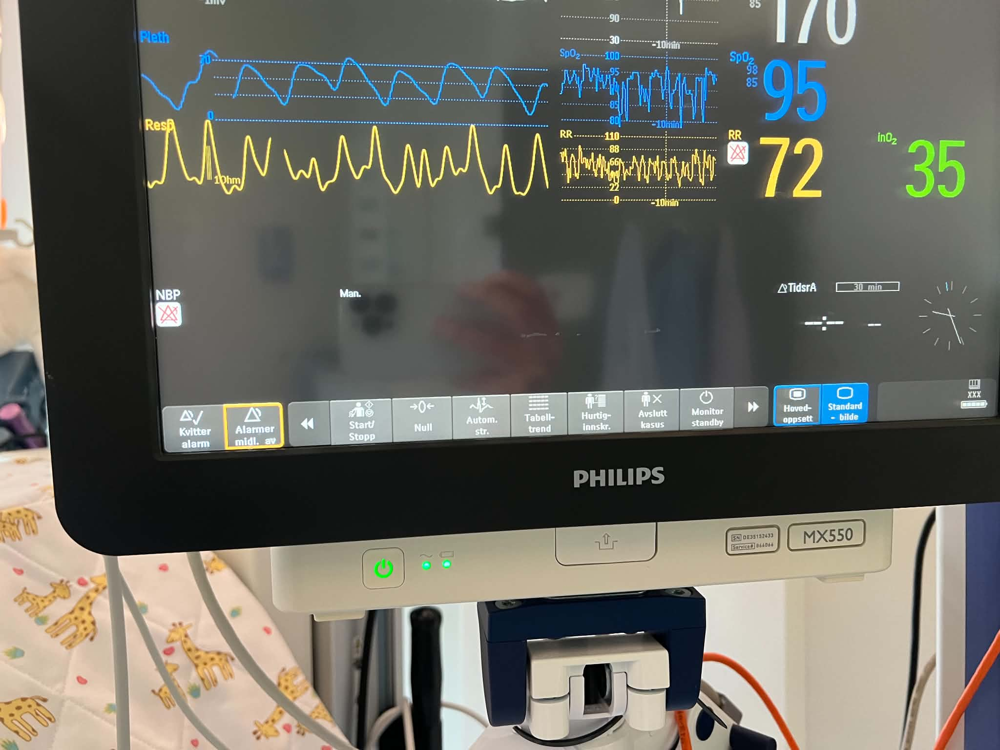 1mV
90
30
-10min
85
170
Pleth
0
SpO₂
100
95
85
80
-10min
SpO₂
98
85
95
Resp
1Ohm
RR
110
88
66
22
0
-10min
RR
72
inO₂
35
NBP
Man.
TidsrA
30 min
-:-- --
Kvitter
alarm
Alarmer
midl. av
Start/
Stopp
Null
Autom.
str.
Tabell-
trend
Hurtig-
innskr.
Avslutt
kasus
Monitor
standby
Hoved-
oppsett
Standard
- bilde
XXX
PHILIPS
SN DE35152433
Service# 866066
MX550